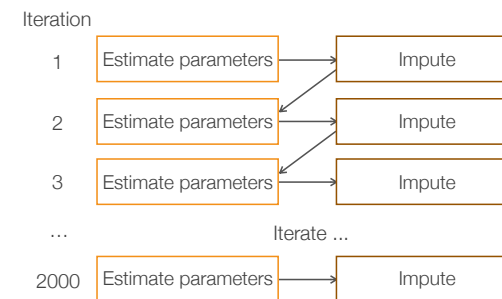 Iteration
1 Estimate parameters Impute
2 Estimate parameters Impute
3 Estimate parameters Impute
... Iterate ...
2000 Estimate parameters Impute